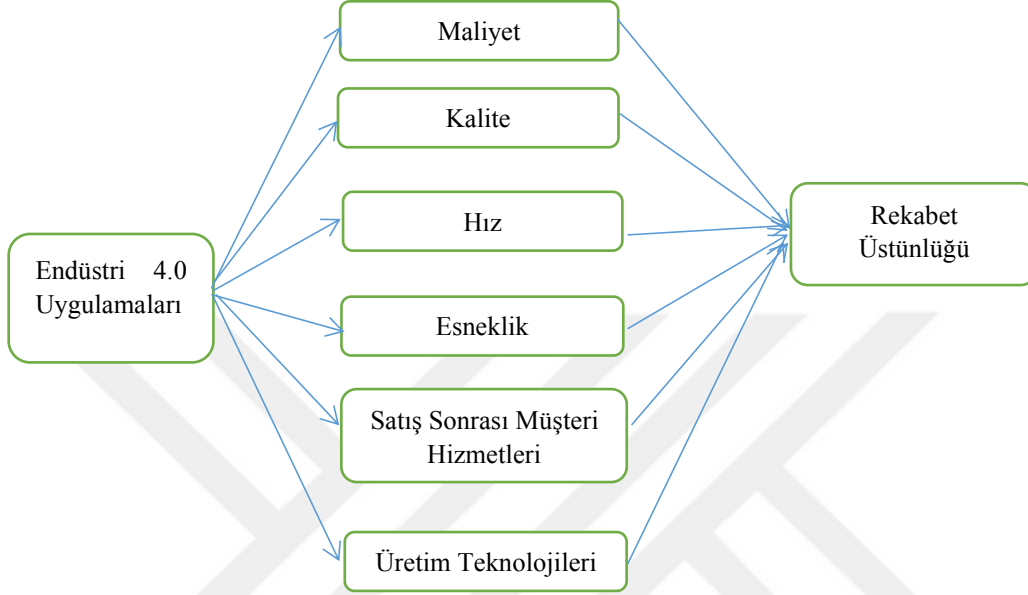 Maliyet
Kalite
Hız
Esneklik
Satış Sonrası Müşteri
Hizmetleri
Üretim Teknolojileri
Endüstri 4.0
Uygulamaları
Rekabet
Üstünlüğü